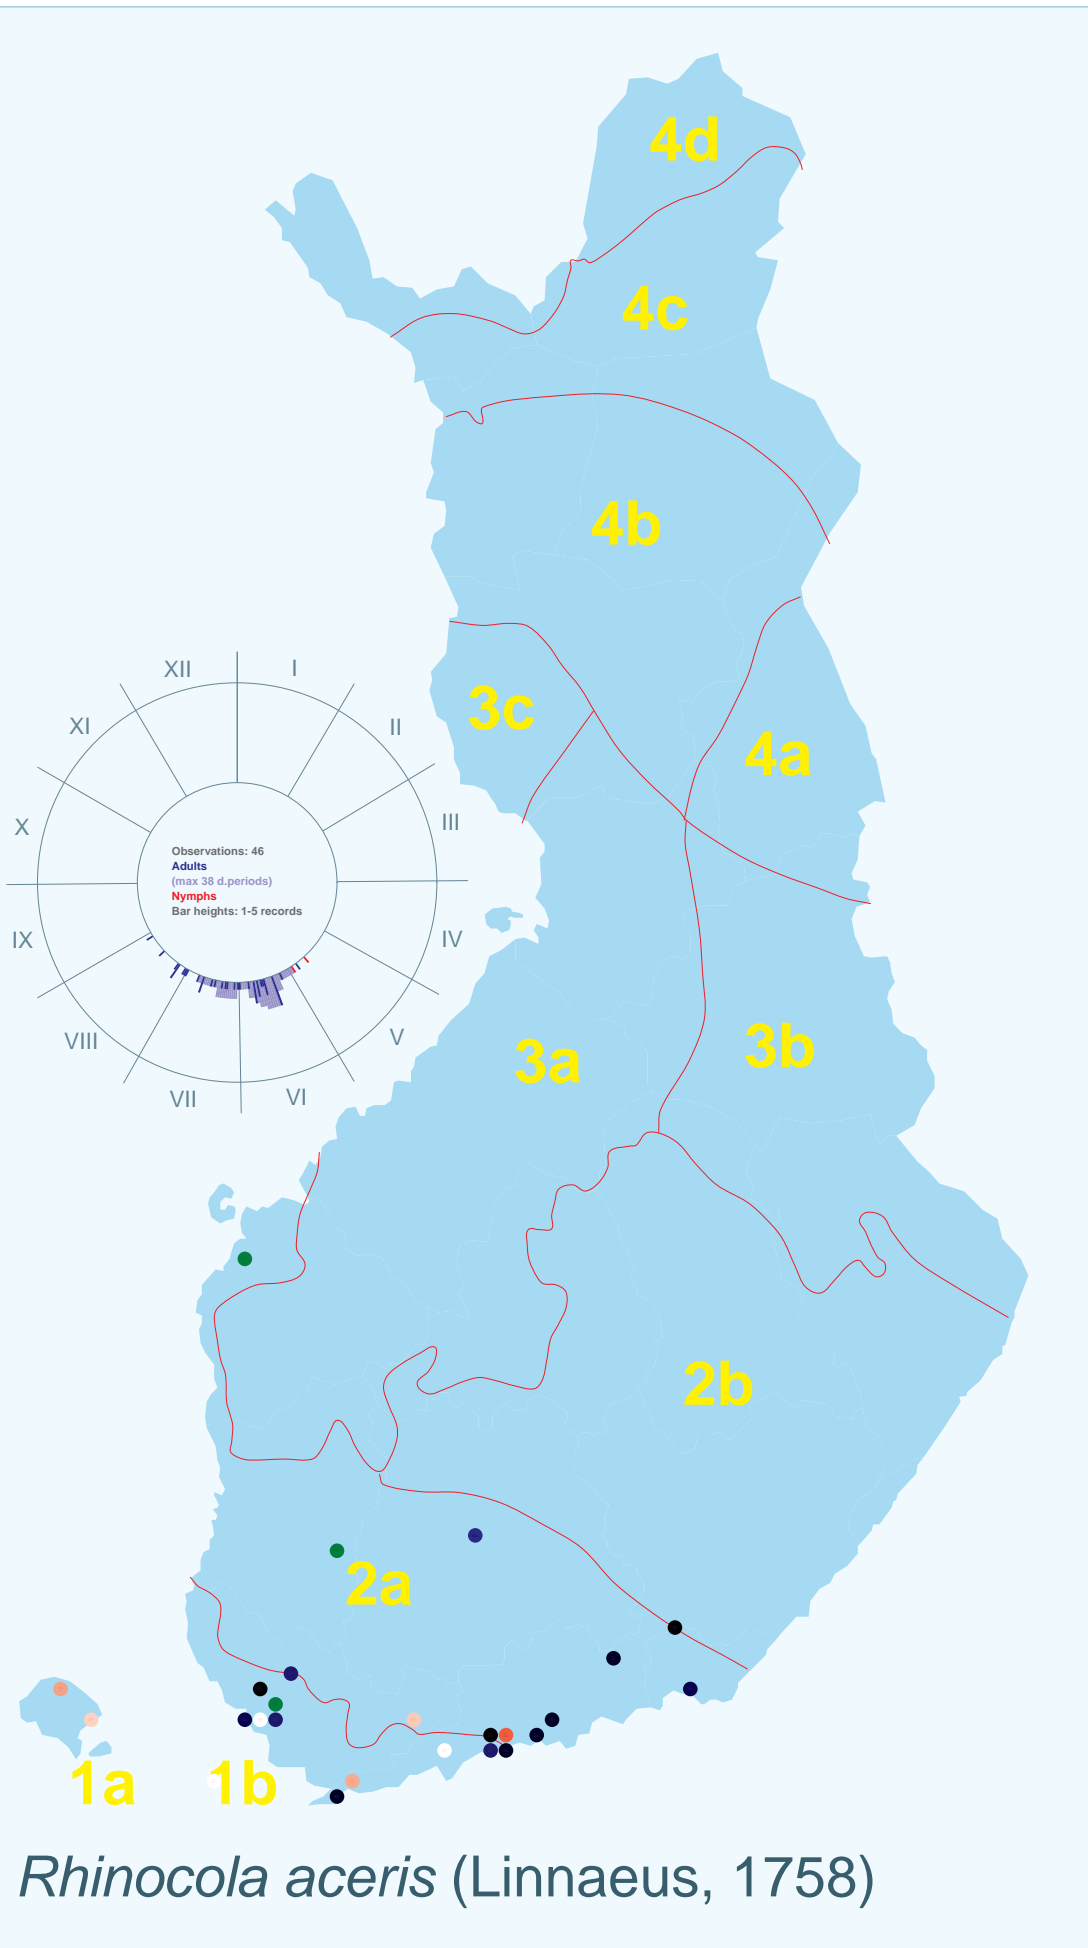 4d
4c
4b
3c
4a
XII
I
XI
II
X
III
Observations: 46
Adults
(max 38 d.periods)
Nymphs
Bar heights: 1-5 records
IX
IV
VIII
V
VII
VI
3a
3b
2b
2a
1a
1b
Rhinocola aceris (Linnaeus, 1758)